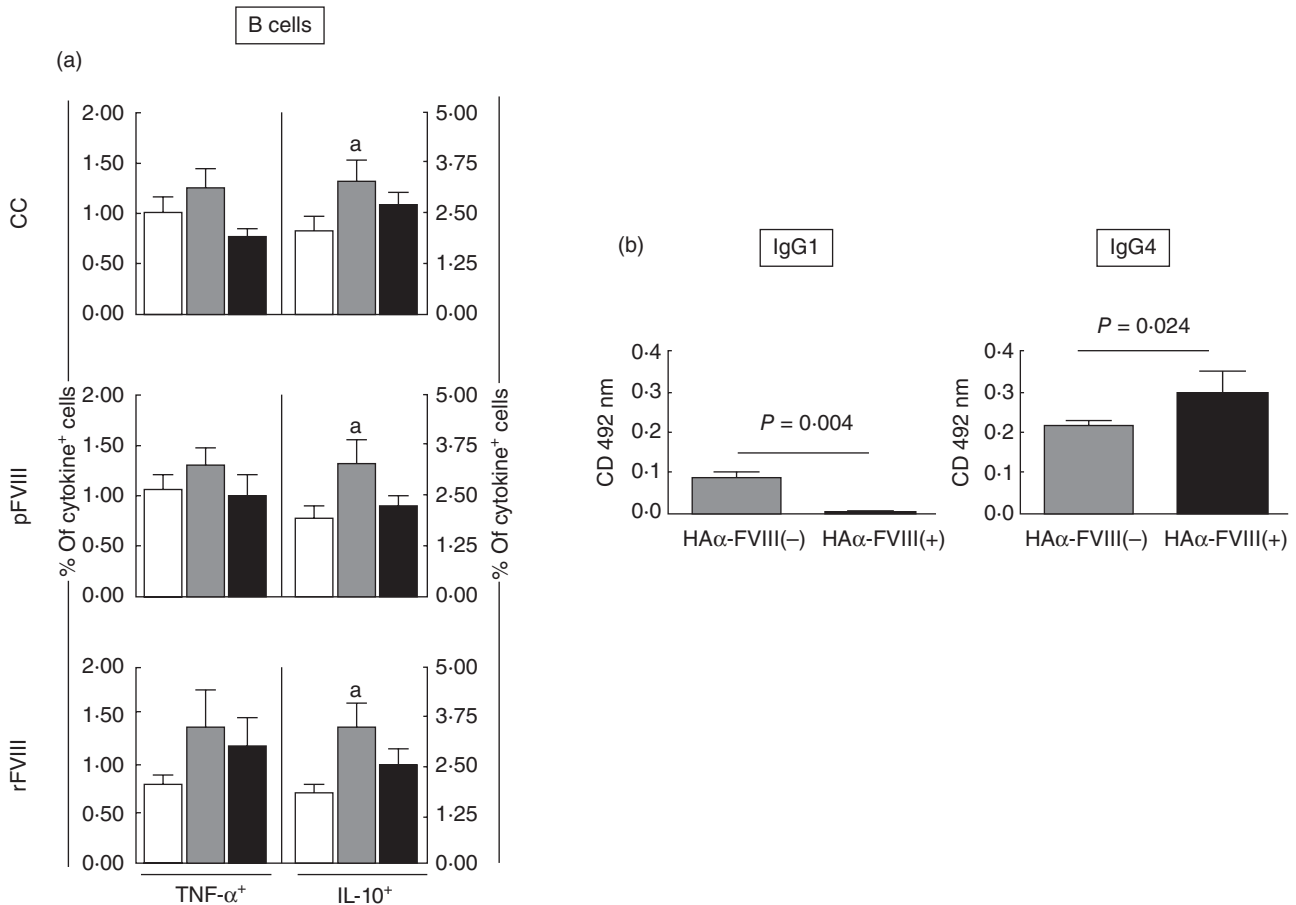 B cells
(a)
CC
2·00
1·50
1·00
0·50
0·00
a
5·00
3·75
2·50
1·25
0·00
pFVIII
% Of cytokine⁺ cells
2·00
1·50
1·00
0·50
0·00
a
5·00
3·75
2·50
1·25
0·00
% Of cytokine⁺ cells
rFVIII
2·00
1·50
1·00
0·50
0·00
a
5·00
3·75
2·50
1·25
0·00
TNF-α⁺ IL-10⁺
(b)
IgG1
CD 492 nm
0·4
0·3
0·2
0·1
0·0
P = 0·004
HAα-FVIII(–) HAα-FVIII(+)
IgG4
CD 492 nm
0·4
0·3
0·2
0·1
0·0
P = 0·024
HAα-FVIII(–) HAα-FVIII(+)